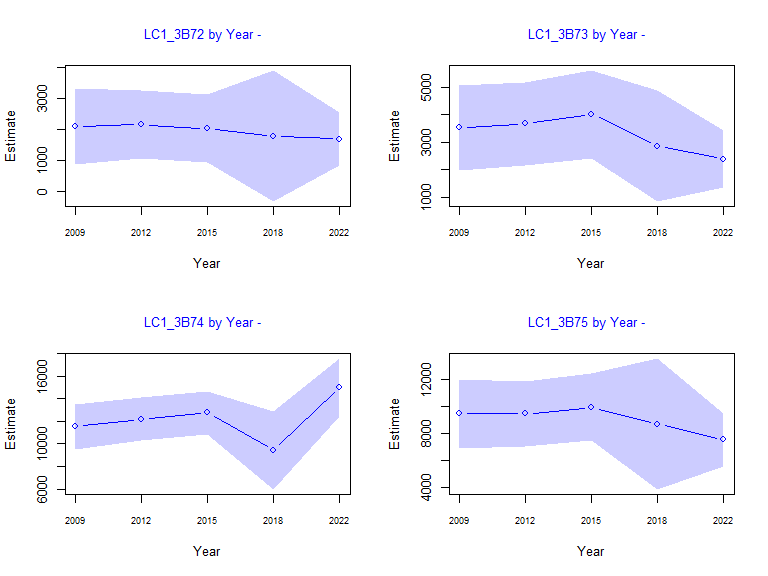 LC1_3B72 by Year -
Estimate
3000
1000
0
2009 2012 2015 2018 2022
Year
LC1_3B73 by Year -
Estimate
5000
3000
1000
2009 2012 2015 2018 2022
Year
LC1_3B74 by Year -
Estimate
16000
10000
6000
2009 2012 2015 2018 2022
Year
LC1_3B75 by Year -
Estimate
12000
8000
4000
2009 2012 2015 2018 2022
Year